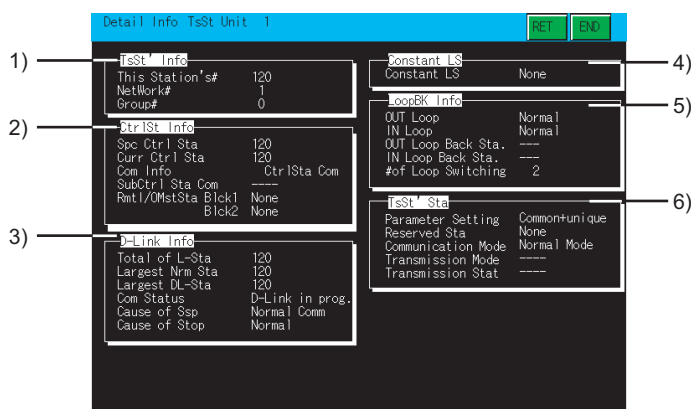 Detail Info TsSt Unit 1
RET END
1)
TsSt' Info
This Station's# 120
NetWork# 1
Group# 0
2)
CtrlSt Info
Spc Ctrl Sta 120
Curr Ctrl Sta 120
Com Info CtrlSta Com
SubCtrl Sta Com ----
RmtI/OMstSta Blck1 None
Blck2 None
3)
D-Link Info
Total of L-Sta 120
Largest Nrm Sta 120
Largest DL-Sta 120
Com Status D-Link in prog.
Cause of Ssp Normal Comm
Cause of Stop Normal
4)
Constant LS
Constant LS None
5)
LoopBK Info
OUT Loop Normal
IN Loop Normal
OUT Loop Back Sta. ---
IN Loop Back Sta. ---
#of Loop Switching 2
6)
TsSt' Sta
Parameter Setting Common+unique
Reserved Sta None
Communication Mode Normal Mode
Transmission Mode ----
Transmission Stat ----